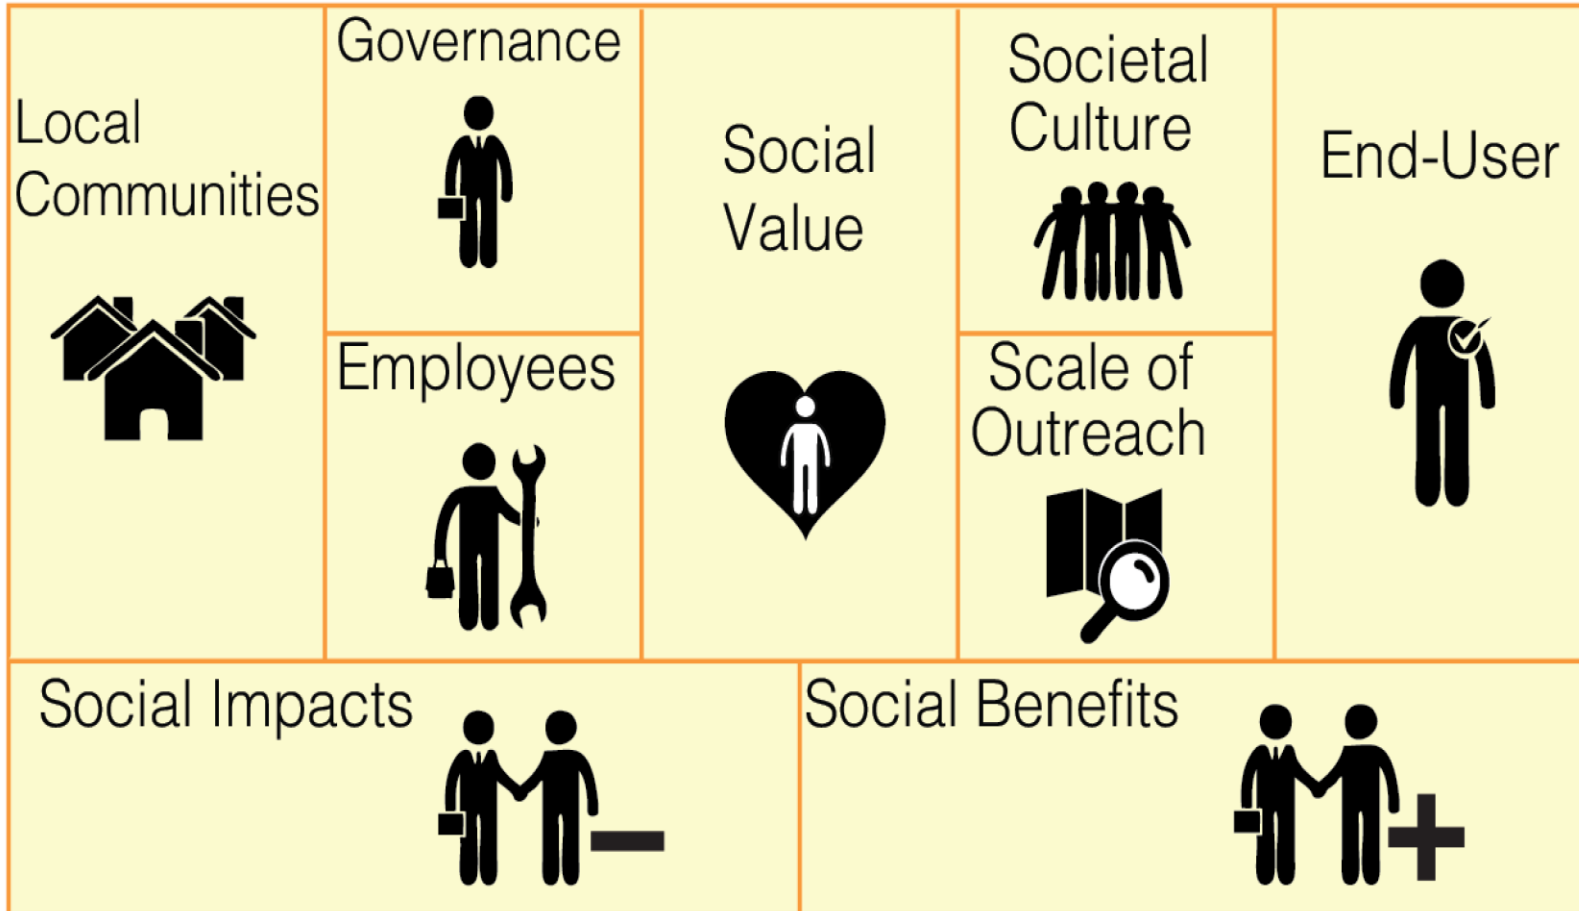 Local
Communities
Governance
Employees
Social
Value
Societal
Culture
Scale of
Outreach
End-User
Social Impacts
Social Benefits